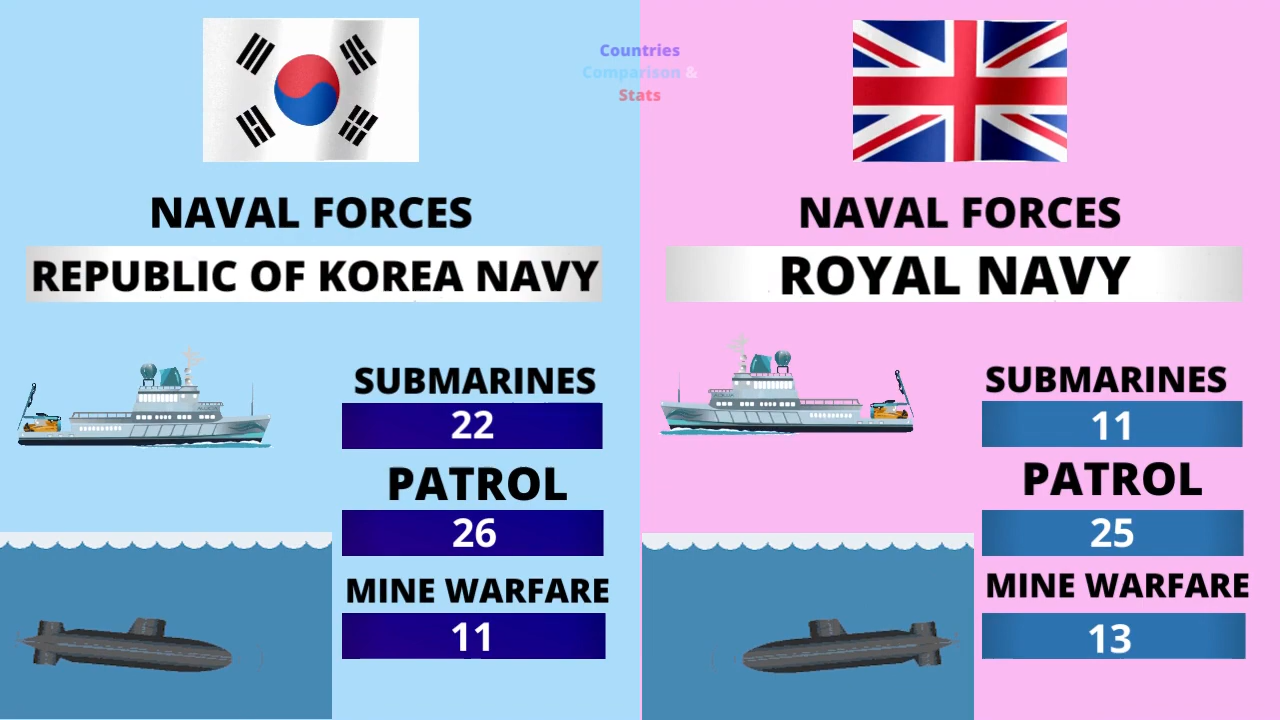 Countries
Comparison &
Stats
NAVAL FORCES
REPUBLIC OF KOREA NAVY
SUBMARINES
22
PATROL
26
MINE WARFARE
11
NAVAL FORCES
ROYAL NAVY
SUBMARINES
11
PATROL
25
MINE WARFARE
13